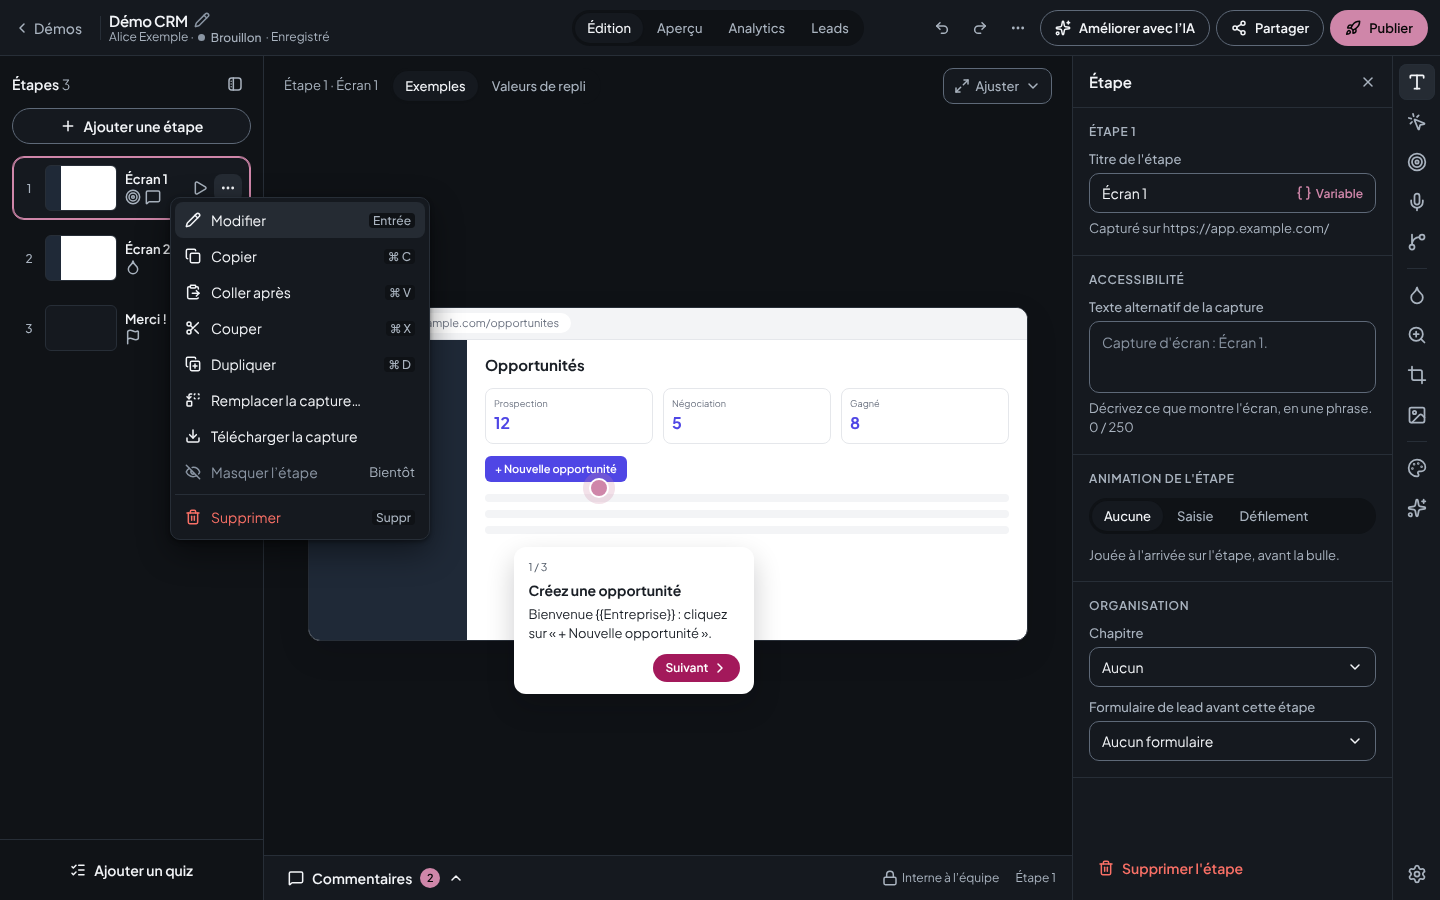 Démos
Démo CRM
Alice Exemple · Brouillon · Enregistré
Édition
Aperçu
Analytics
Leads
Améliorer avec l'IA
Partager
Publier
Étapes 3
Ajouter une étape
1
Écran 1
2
Écran 2
3
Merci !
Modifier
Entrée
Copier
⌘ C
Coller après
⌘ V
Couper
⌘ X
Dupliquer
⌘ D
Remplacer la capture…
Télécharger la capture
Masquer l'étape
Bientôt
Supprimer
Suppr
Ajouter un quiz
Étape 1 · Écran 1
Exemples
Valeurs de repli
Ajuster
mple.com/opportunites
Opportunités
Prospection
12
Négociation
5
Gagné
8
+ Nouvelle opportunité
1 / 3
Créez une opportunité
Bienvenue {{Entreprise}} : cliquez
sur « + Nouvelle opportunité ».
Suivant
Commentaires
2
Interne à l'équipe
Étape 1
Étape
ÉTAPE 1
Titre de l'étape
Écran 1
{ } Variable
Capturé sur https://app.example.com/
ACCESSIBILITÉ
Texte alternatif de la capture
Capture d'écran : Écran 1.
Décrivez ce que montre l'écran, en une phrase.
0 / 250
ANIMATION DE L'ÉTAPE
Aucune
Saisie
Défilement
Jouée à l'arrivée sur l'étape, avant la bulle.
ORGANISATION
Chapitre
Aucun
Formulaire de lead avant cette étape
Aucun formulaire
Supprimer l'étape